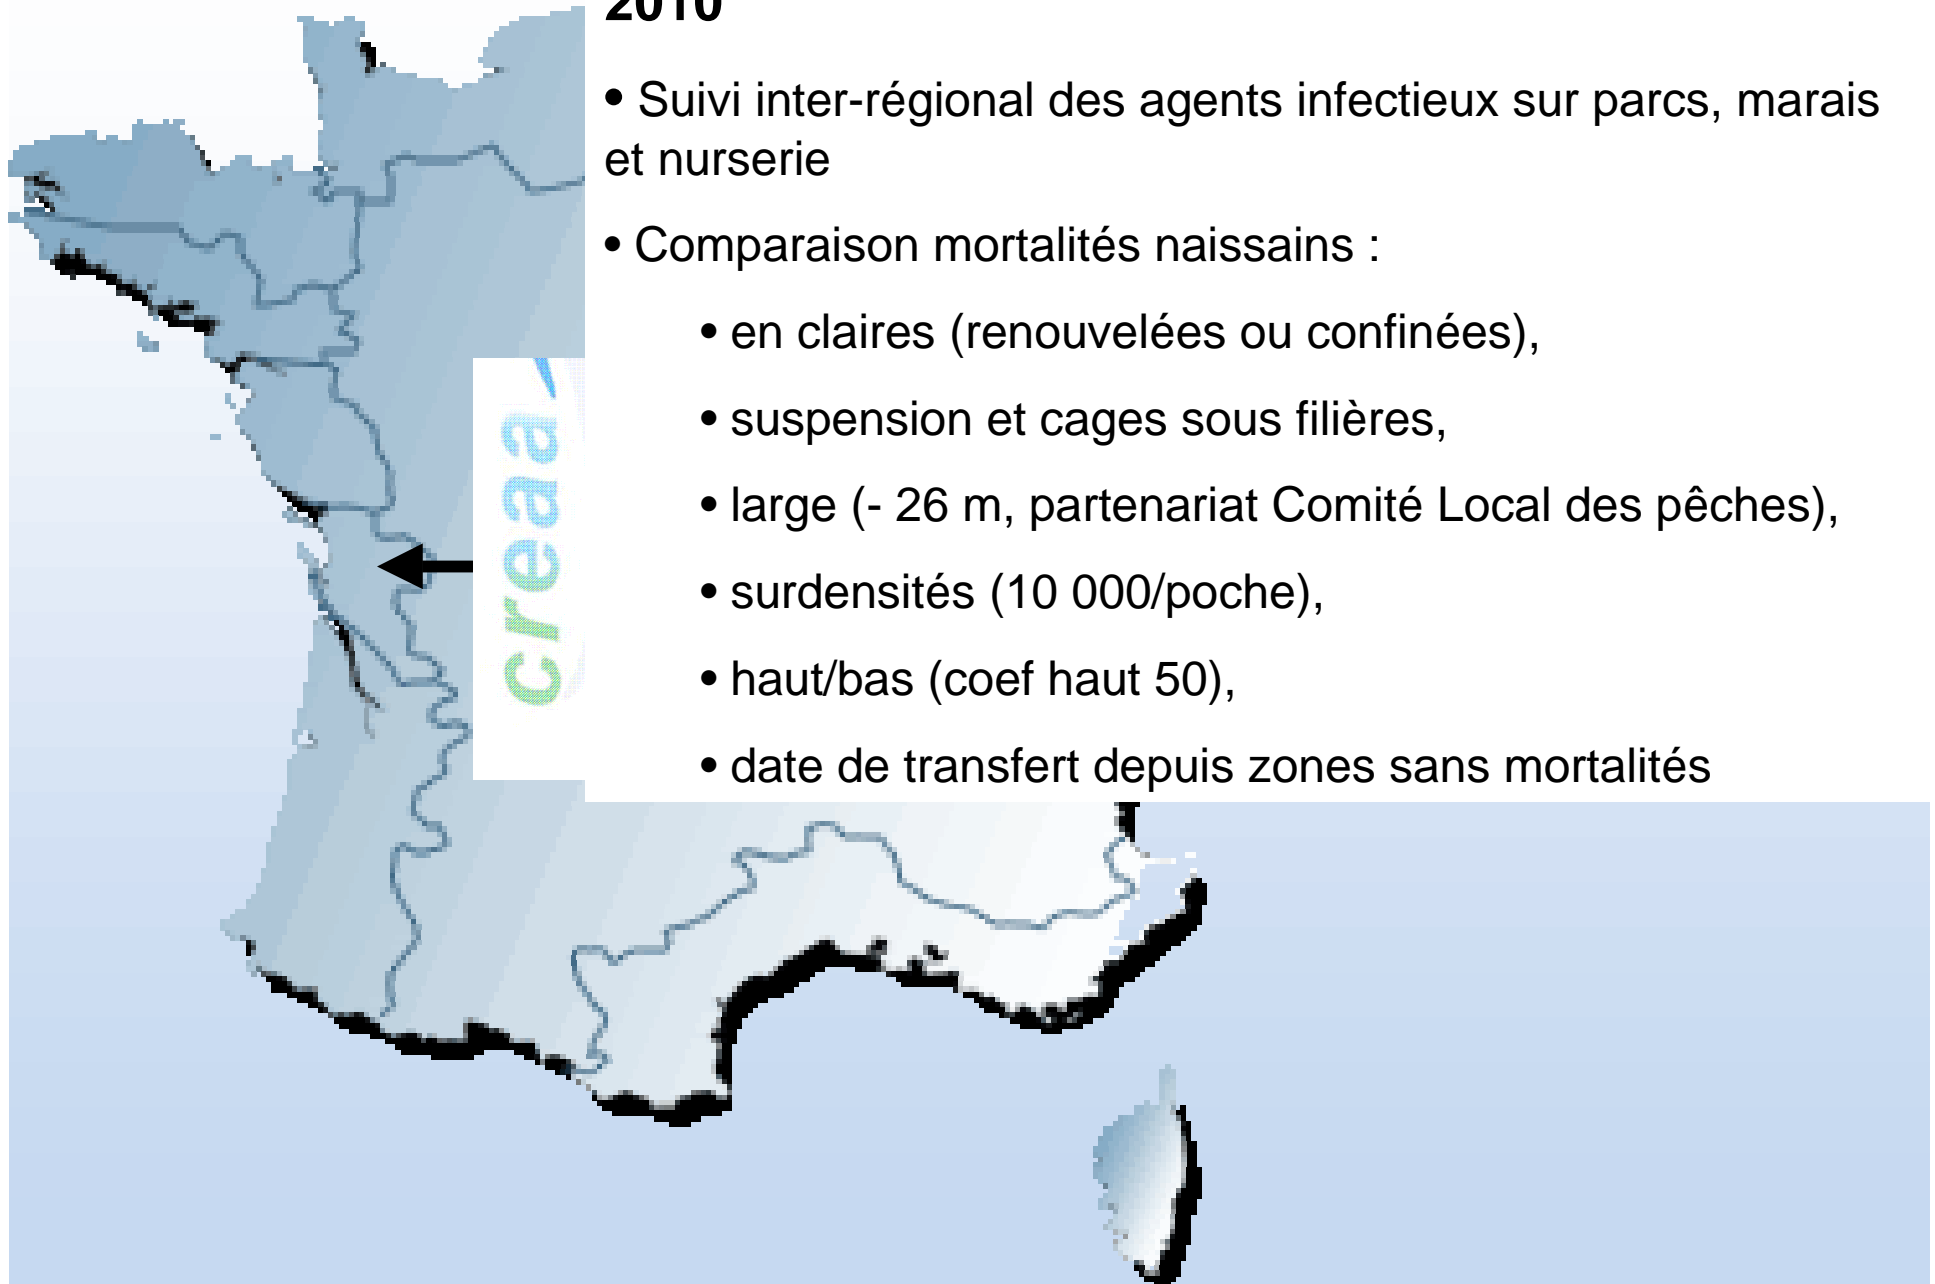 2010
• Suivi inter-régional des agents infectieux sur parcs, marais
et nurserie
• Comparaison mortalités naissains :
• en claires (renouvelées ou confinées),
• suspension et cages sous filières,
• large (- 26 m, partenariat Comité Local des pêches),
• surdensités (10 000/poche),
• haut/bas (coef haut 50),
• date de transfert depuis zones sans mortalités
creaa